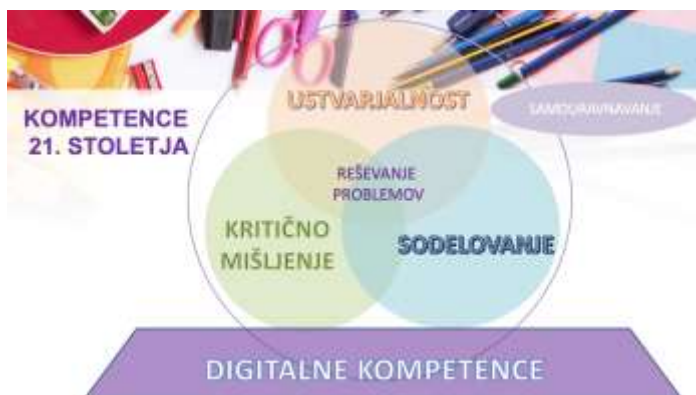 USTVARJALNOST
SAMOURAVNAVANJE
KOMPETENCE
21. STOLETJA
REŠEVANJE
PROBLEMOV
KRITIČNO
MIŠLJENJE
SODELOVANJE
DIGITALNE KOMPETENCE